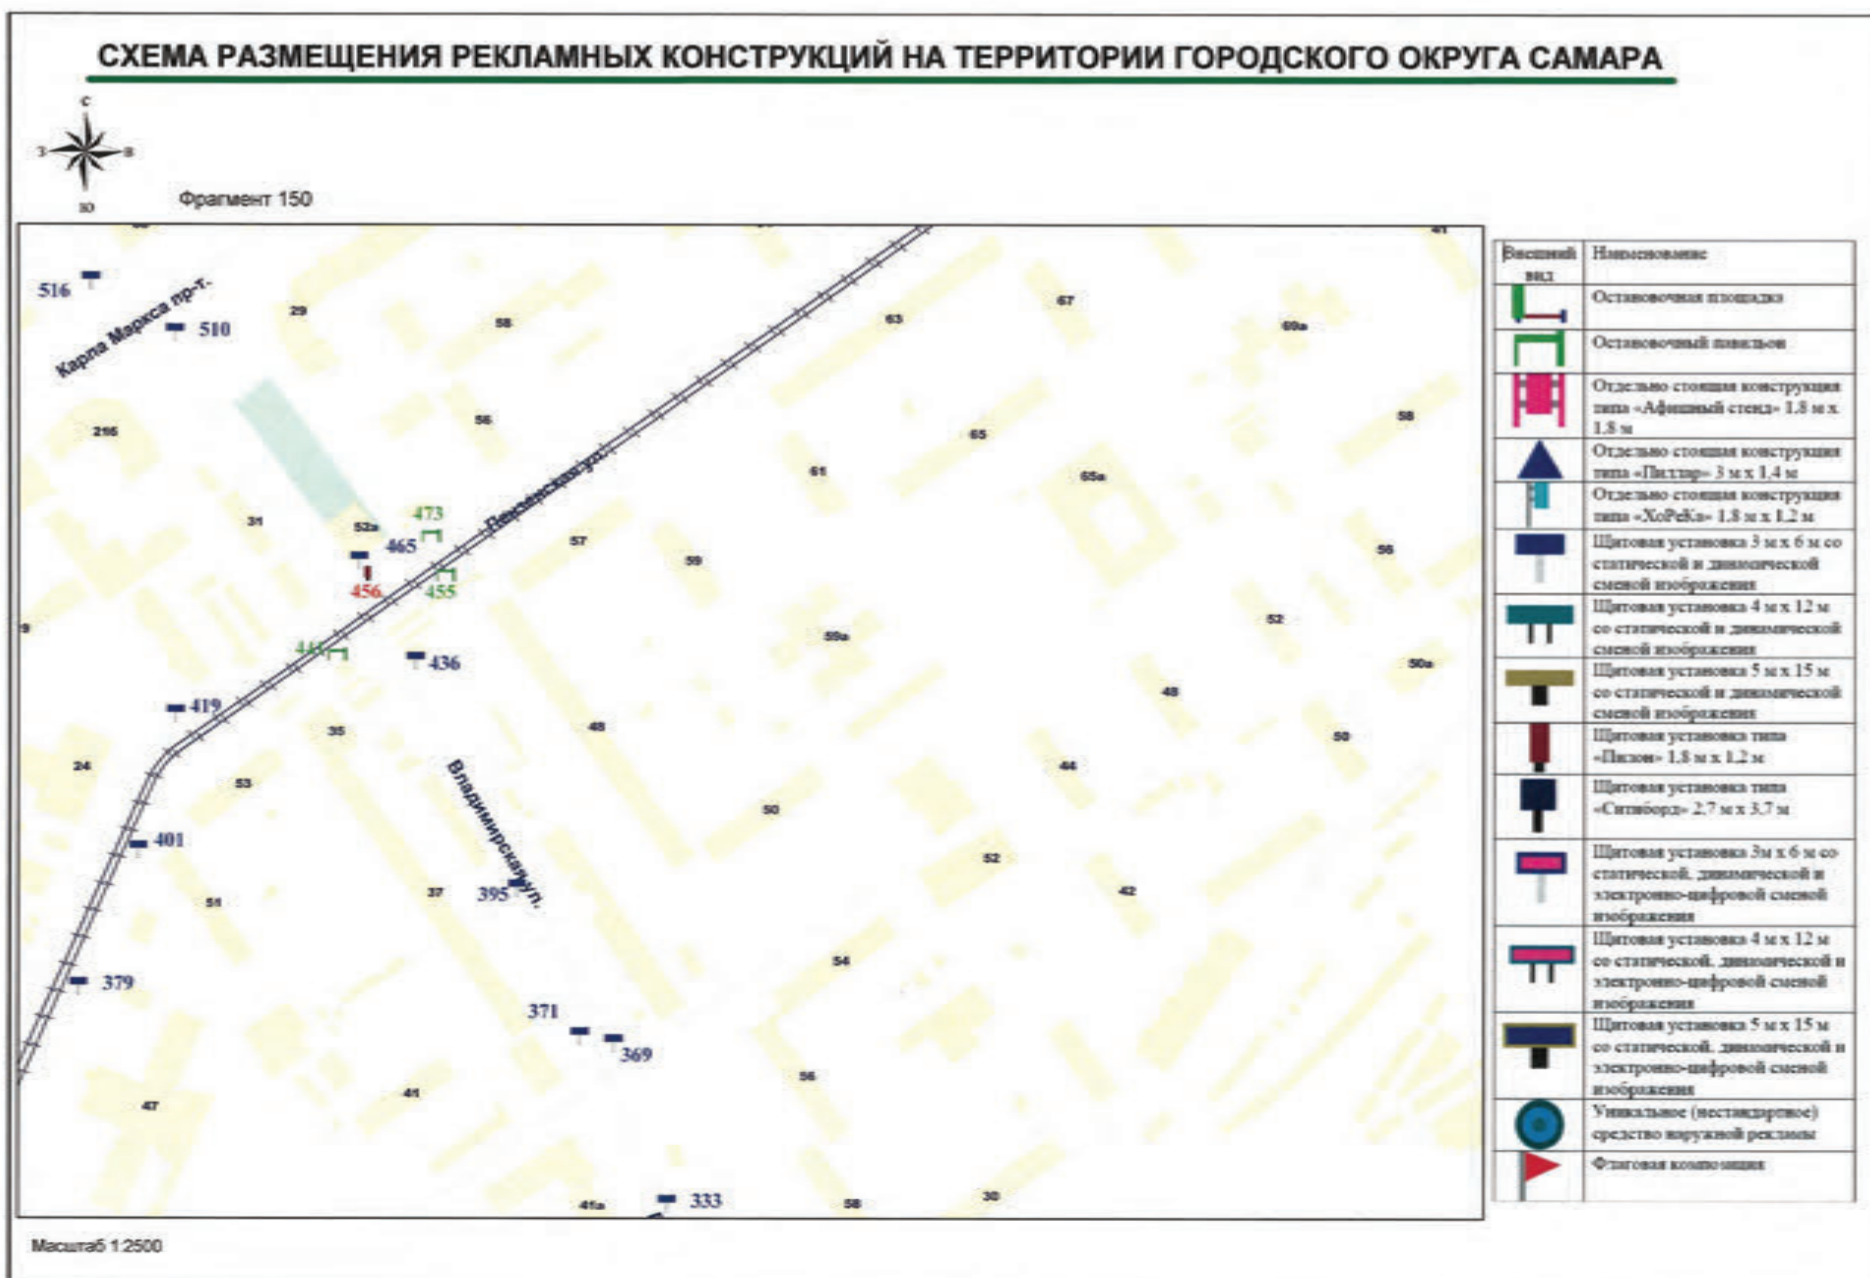 СХЕМА РАЗМЕЩЕНИЯ РЕКЛАМНЫХ КОНСТРУКЦИЙ НА ТЕРРИТОРИИ ГОРОДСКОГО ОКРУГА САМАРА
С
З
В
Ю
Фрагмент 150
516
Карла Маркса пр-т.
510
29
58
63
67
69а
41
21б
56
65
58
61
65а
31
52а
473
Пензенская ул.
465
57
59
56
456
455
52
59а
50а
436
419
48
48
35
50
24
53
44
Владимирская ул.
401
50
52
395
37
42
51
54
379
371
369
56
47
41
41а
333
58
30
Внешний вид
Наименование
Остановочная площадка
Остановочный павильон
Отдельно стоящая конструкция
типа «Афишный стенд» 1.8 м х
1.8 м
Отдельно стоящая конструкция
типа «Пиллар» 3 м х 1.4 м
Отдельно стоящая конструкция
типа «ХоРеКа» 1.8 м х 1.2 м
Щитовая установка 3 м х 6 м со
статической и динамической
сменой изображения
Щитовая установка 4 м х 12 м
со статической и динамической
сменой изображения
Щитовая установка 5 м х 15 м
со статической и динамической
сменой изображения
Щитовая установка типа
«Пилон» 1.8 м х 1.2 м
Щитовая установка типа
«Ситиборд» 2.7 м х 3.7 м
Щитовая установка 3м х 6 м со
статической, динамической и
электронно-цифровой сменой
изображения
Щитовая установка 4 м х 12 м
со статической, динамической и
электронно-цифровой сменой
изображения
Щитовая установка 5 м х 15 м
со статической, динамической и
электронно-цифровой сменой
изображения
Уникальное (нестандартное)
средство наружной рекламы
Флаговая композиция
Масштаб 1:2500